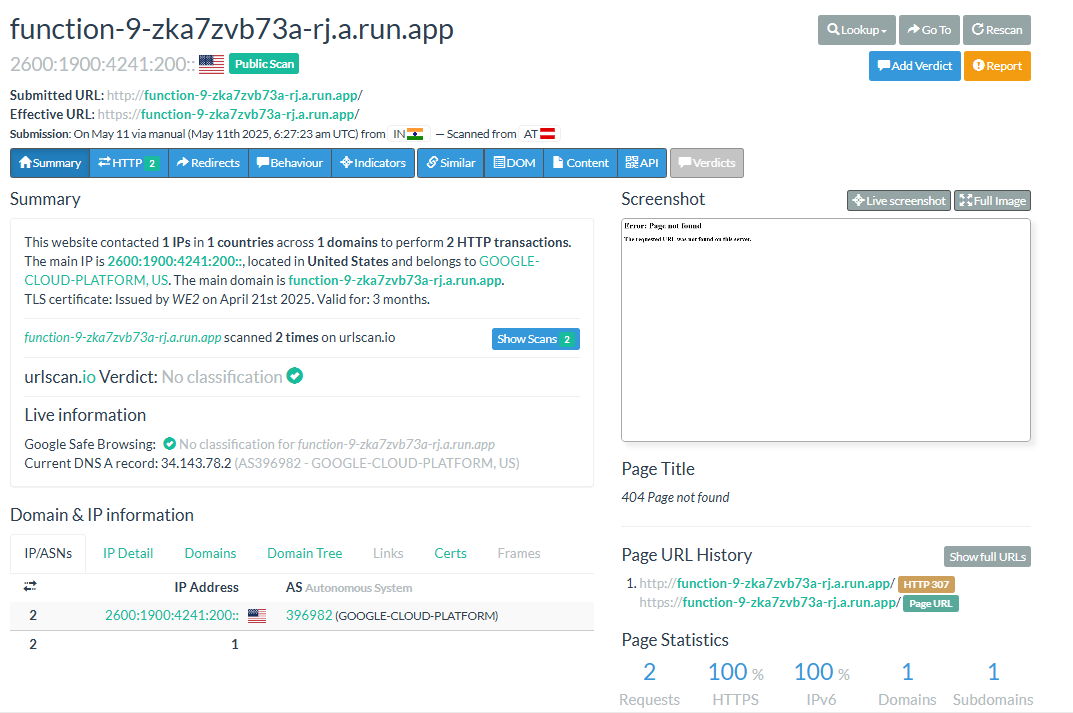 function-9-zka7zvb73a-rj.a.run.app
Lookup Go To Rescan
2600:1900:4241:200:: Public Scan
Add Verdict Report
Submitted URL: http://function-9-zka7zvb73a-rj.a.run.app/
Effective URL: https://function-9-zka7zvb73a-rj.a.run.app/
Submission: On May 11 via manual (May 11th 2025, 6:27:23 am UTC) from IN — Scanned from AT
Summary HTTP 2 Redirects Behaviour Indicators Similar DOM Content API Verdicts
Summary
This website contacted 1 IPs in 1 countries across 1 domains to perform 2 HTTP transactions.
The main IP is 2600:1900:4241:200::, located in United States and belongs to GOOGLE-
CLOUD-PLATFORM, US. The main domain is function-9-zka7zvb73a-rj.a.run.app.
TLS certificate: Issued by WE2 on April 21st 2025. Valid for: 3 months.
function-9-zka7zvb73a-rj.a.run.app scanned 2 times on urlscan.io Show Scans 2
urlscan.io Verdict: No classification
Live information
Google Safe Browsing: No classification for function-9-zka7zvb73a-rj.a.run.app
Current DNS A record: 34.143.78.2 (AS396982 - GOOGLE-CLOUD-PLATFORM, US)
Domain & IP information
IP/ASNs IP Detail Domains Domain Tree Links Certs Frames
IP Address AS Autonomous System
2 2600:1900:4241:200:: 396982 (GOOGLE-CLOUD-PLATFORM)
2 1
Screenshot Live screenshot Full Image
Error: Page not found
The requested URL was not found on this server.
Page Title
404 Page not found
Page URL History Show full URLs
1. http://function-9-zka7zvb73a-rj.a.run.app/ HTTP 307
https://function-9-zka7zvb73a-rj.a.run.app/ Page URL
Page Statistics
2 100 % 100 % 1 1
Requests HTTPS IPv6 Domains Subdomains